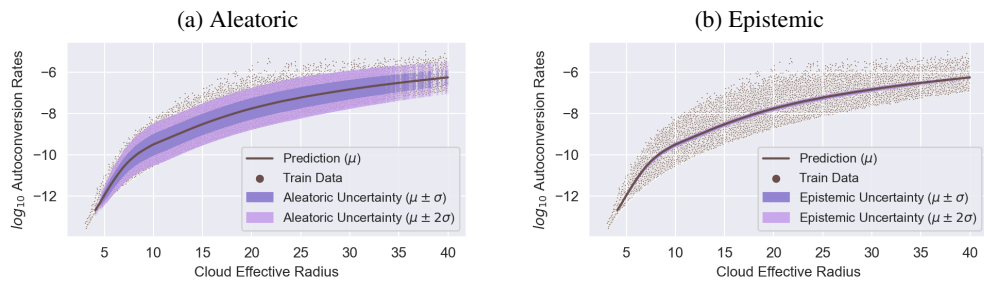 (a) Aleatoric
log₁₀ Autoconversion Rates
−6
−8
−10
−12
Prediction (μ)
Train Data
Aleatoric Uncertainty (μ ± σ)
Aleatoric Uncertainty (μ ± 2σ)
5 10 15 20 25 30 35 40
Cloud Effective Radius
(b) Epistemic
log₁₀ Autoconversion Rates
−6
−8
−10
−12
Prediction (μ)
Train Data
Epistemic Uncertainty (μ ± σ)
Epistemic Uncertainty (μ ± 2σ)
5 10 15 20 25 30 35 40
Cloud Effective Radius